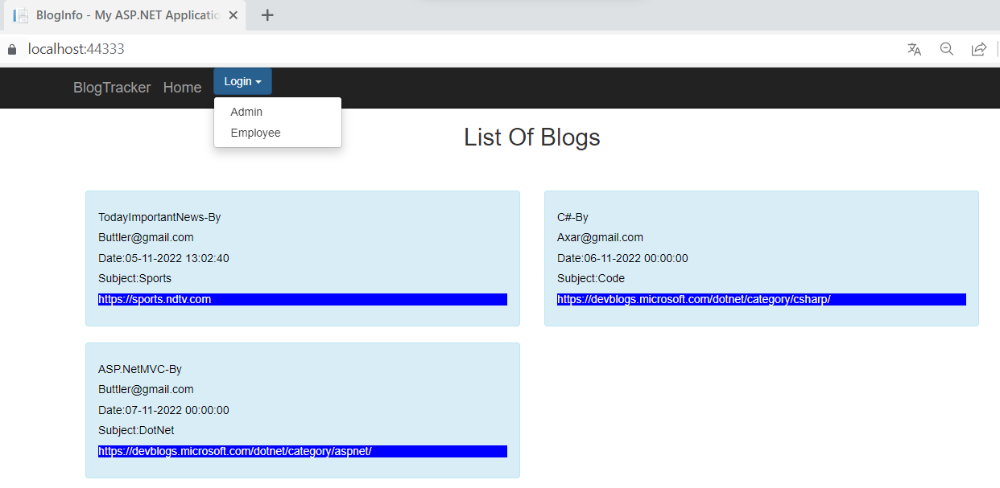 BlogInfo - My ASP.NET Applicatio
localhost:44333
BlogTracker Home Login
Admin
Employee
List Of Blogs
TodayImportantNews-By
Buttler@gmail.com
Date:05-11-2022 13:02:40
Subject:Sports
https://sports.ndtv.com
C#-By
Axar@gmail.com
Date:06-11-2022 00:00:00
Subject:Code
https://devblogs.microsoft.com/dotnet/category/csharp/
ASP.NetMVC-By
Buttler@gmail.com
Date:07-11-2022 00:00:00
Subject:DotNet
https://devblogs.microsoft.com/dotnet/category/aspnet/